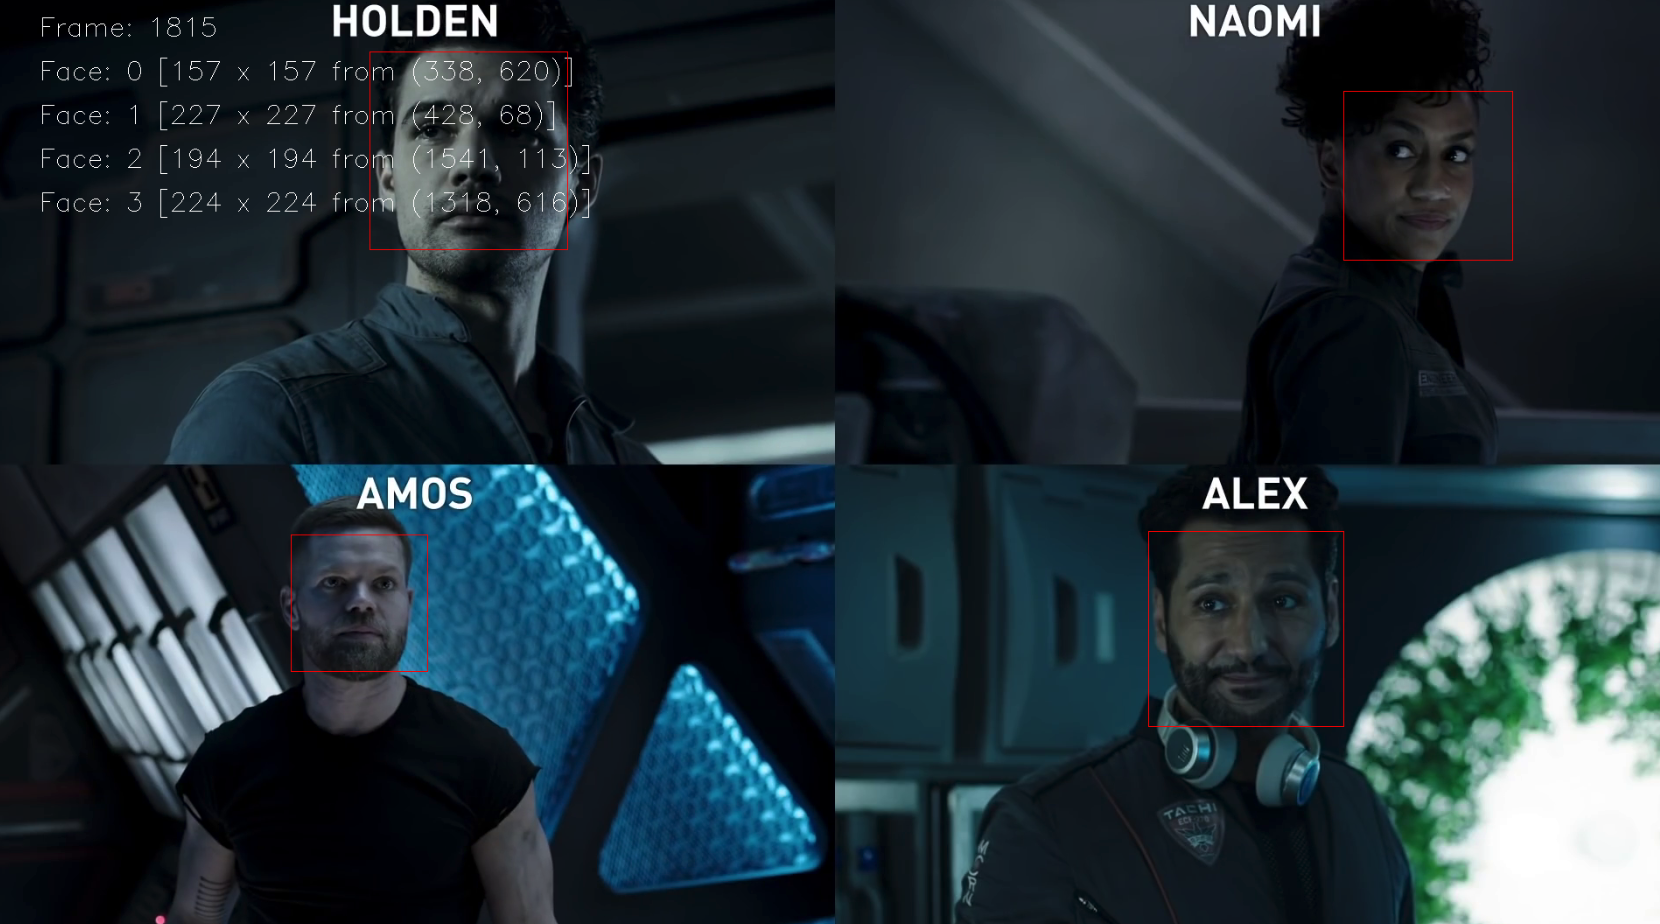 HOLDEN
NAOMI
Frame: 1815
Face: 0 [157 x 157 from (338, 620)]
Face: 1 [227 x 227 from (428, 68)]
Face: 2 [194 x 194 from (1541, 113)]
Face: 3 [224 x 224 from (1318, 616)]
AMOS
ALEX
TACHI